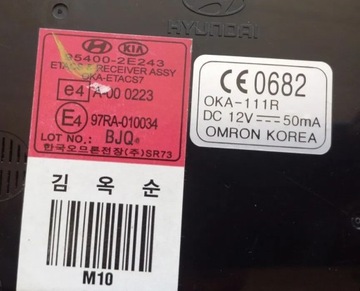 HYUNDAI
KIA
95400-2E243
ETACS & RECEIVER ASSY
OKA-ETACS7
e4 A-00 0223
E4 97RA-010034
LOT NO.: BJQ
한국오므론전장(주)SR73
김 옥 순
M10
CE 0682
OKA-111R
DC 12V 50mA
OMRON KOREA